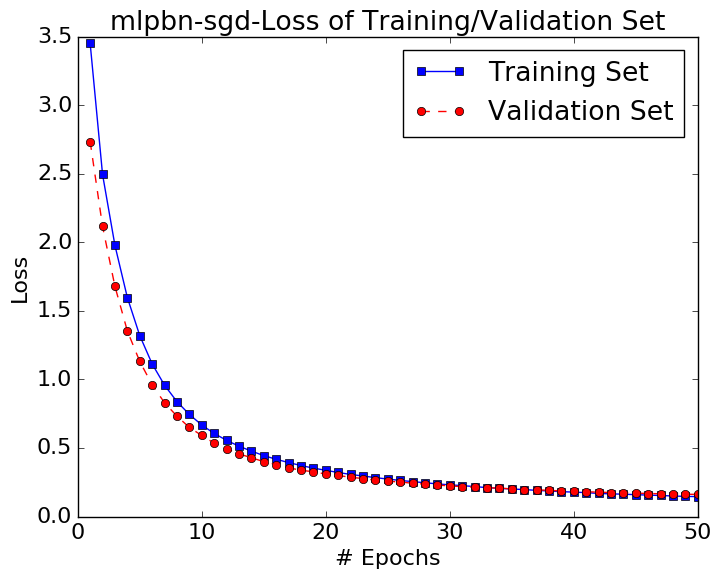 mlpbn-sgd-Loss of Training/Validation Set
3.5
3.0
2.5
2.0
1.5
1.0
0.5
0.0
Loss
Training Set
Validation Set
0 10 20 30 40 50
# Epochs